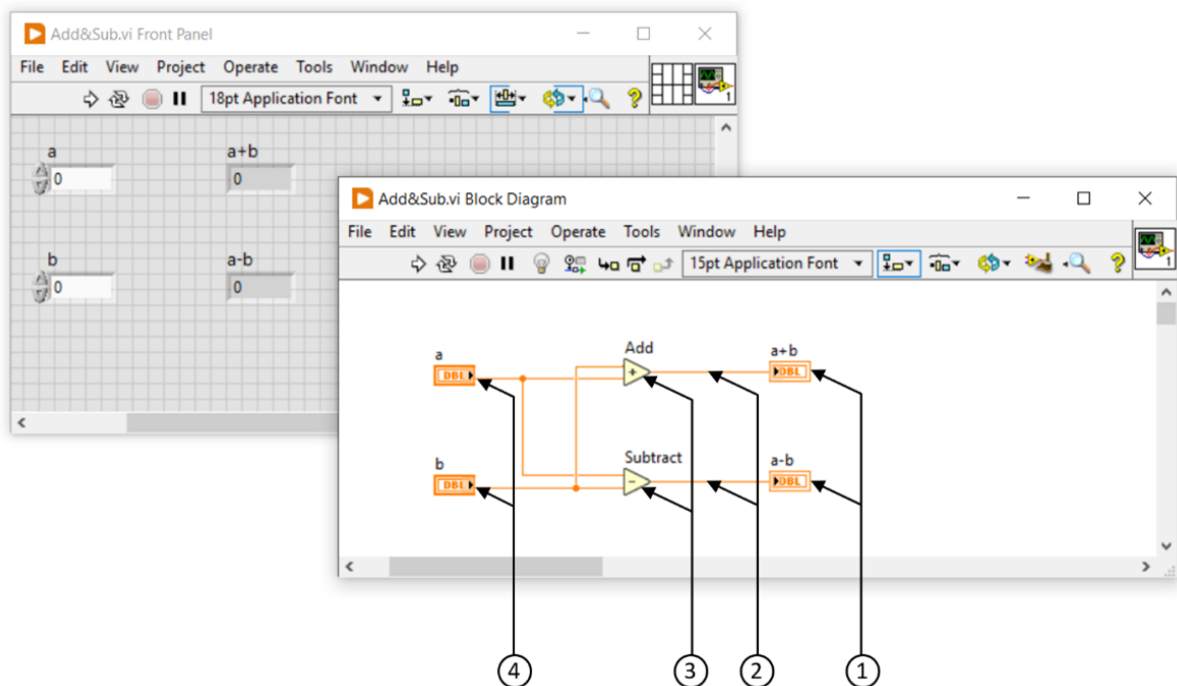 Add&Sub.vi Front Panel
File Edit View Project Operate Tools Window Help
18pt Application Font
1
a
0
a+b
0
b
0
a-b
0
Add&Sub.vi Block Diagram
File Edit View Project Operate Tools Window Help
15pt Application Font
1
a
DBL
Add
+
a+b
DBL
b
DBL
Subtract
-
a-b
DBL
4 3 2 1